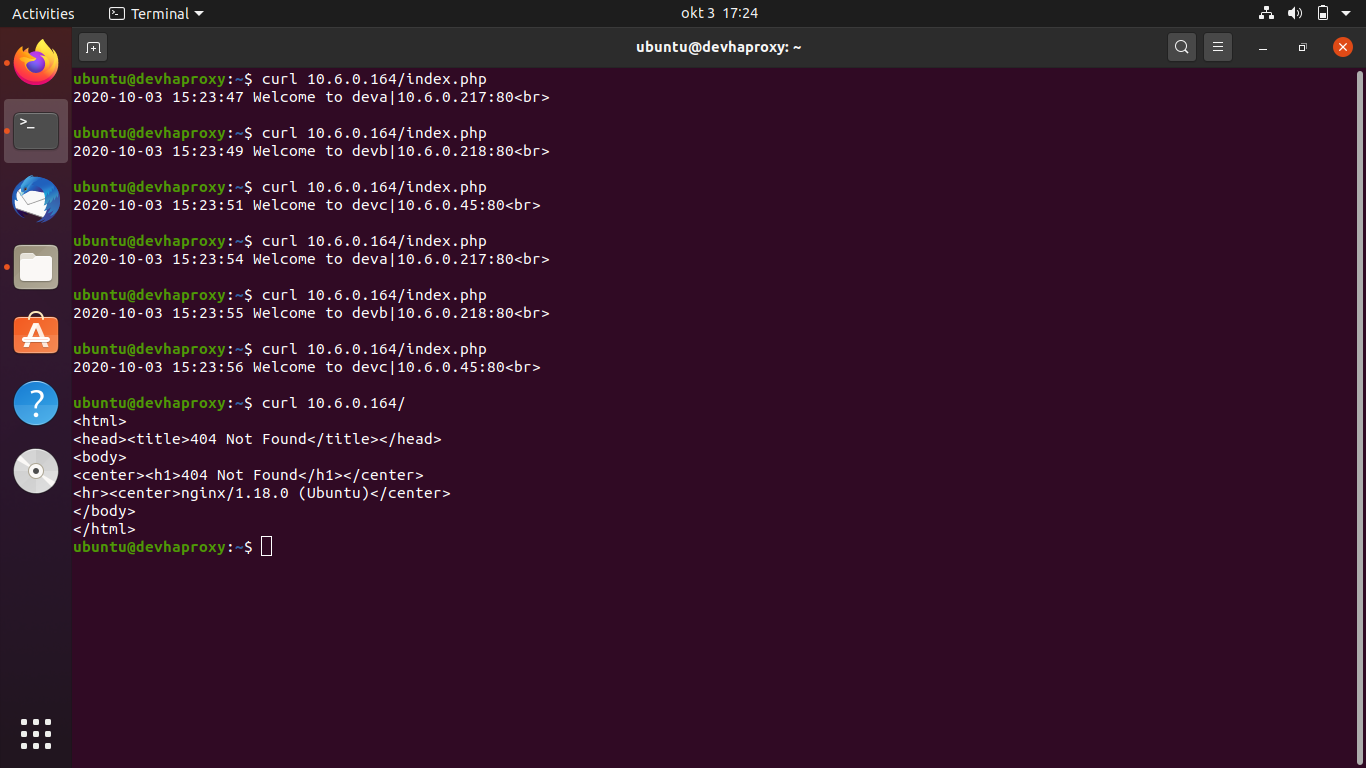 Activities
Terminal
okt 3 17:24
ubuntu@devhaproxy: ~
ubuntu@devhaproxy:~$ curl 10.6.0.164/index.php
2020-10-03 15:23:47 Welcome to deva|10.6.0.217:80<br>
ubuntu@devhaproxy:~$ curl 10.6.0.164/index.php
2020-10-03 15:23:49 Welcome to devb|10.6.0.218:80<br>
ubuntu@devhaproxy:~$ curl 10.6.0.164/index.php
2020-10-03 15:23:51 Welcome to devc|10.6.0.45:80<br>
ubuntu@devhaproxy:~$ curl 10.6.0.164/index.php
2020-10-03 15:23:54 Welcome to deva|10.6.0.217:80<br>
ubuntu@devhaproxy:~$ curl 10.6.0.164/index.php
2020-10-03 15:23:55 Welcome to devb|10.6.0.218:80<br>
ubuntu@devhaproxy:~$ curl 10.6.0.164/index.php
2020-10-03 15:23:56 Welcome to devc|10.6.0.45:80<br>
ubuntu@devhaproxy:~$ curl 10.6.0.164/
<html>
<head><title>404 Not Found</title></head>
<body>
<center><h1>404 Not Found</h1></center>
<hr><center>nginx/1.18.0 (Ubuntu)</center>
</body>
</html>
ubuntu@devhaproxy:~$